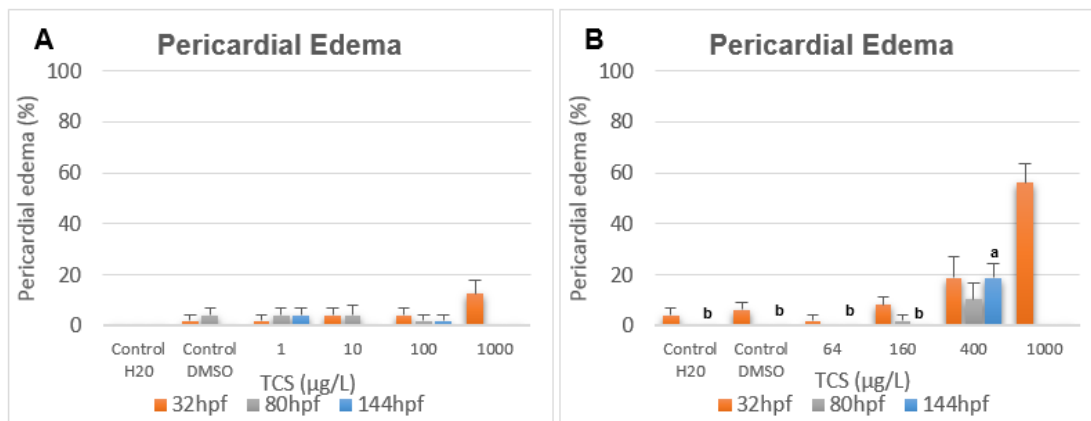 A
Pericardial Edema
Pericardial edema (%)
100
80
60
40
20
0
Control H20
Control DMSO
1
10
100
1000
TCS (µg/L)
32hpf 80hpf 144hpf
B
Pericardial Edema
Pericardial edema (%)
100
80
60
40
20
0
b
b
b
b
a
Control H20
Control DMSO
64
160
400
1000
TCS (µg/L)
32hpf 80hpf 144hpf